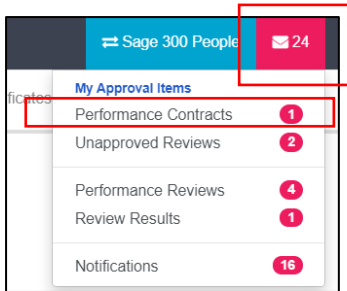 ⇄ Sage 300 People
24
ficates
My Approval Items
Performance Contracts 1
Unapproved Reviews 2
Performance Reviews 4
Review Results 1
Notifications 16